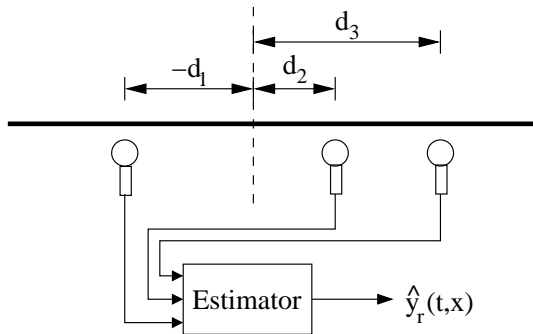 d₃
−d₁
d₂
Estimator
ŷᵣ(t,x)